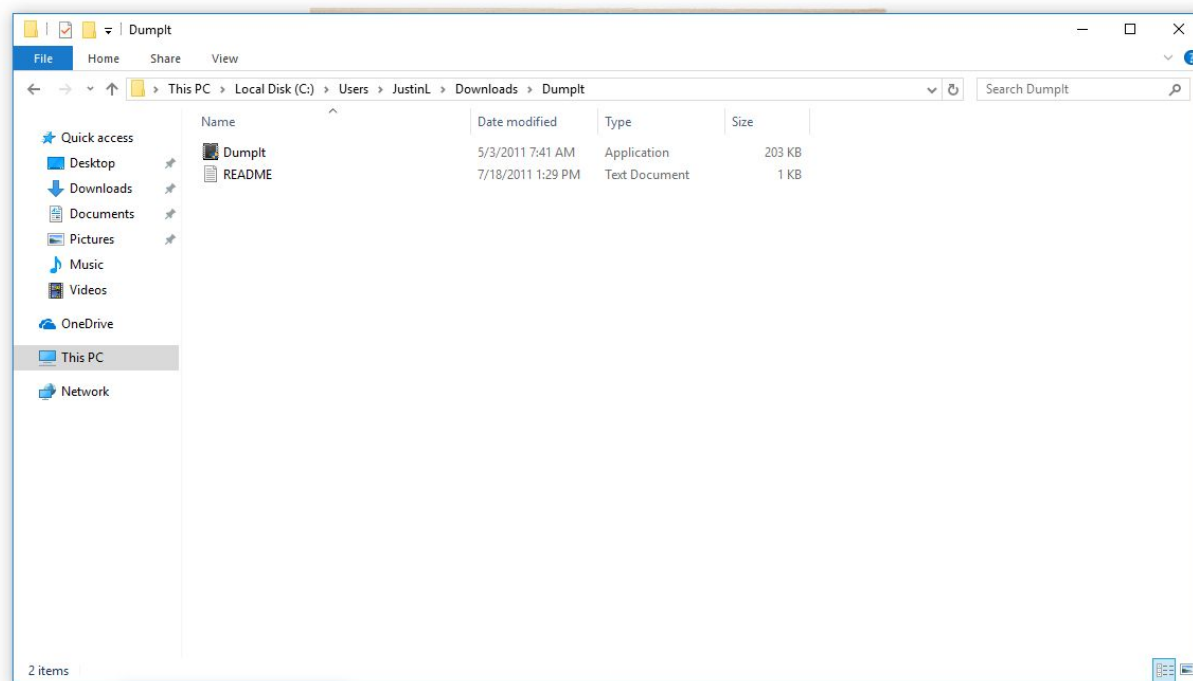 DumpIt
File Home Share View
This PC > Local Disk (C:) > Users > JustinL > Downloads > DumpIt
Search DumpIt
Name Date modified Type Size
DumpIt 5/3/2011 7:41 AM Application 203 KB
README 7/18/2011 1:29 PM Text Document 1 KB
Quick access
Desktop
Downloads
Documents
Pictures
Music
Videos
OneDrive
This PC
Network
2 items